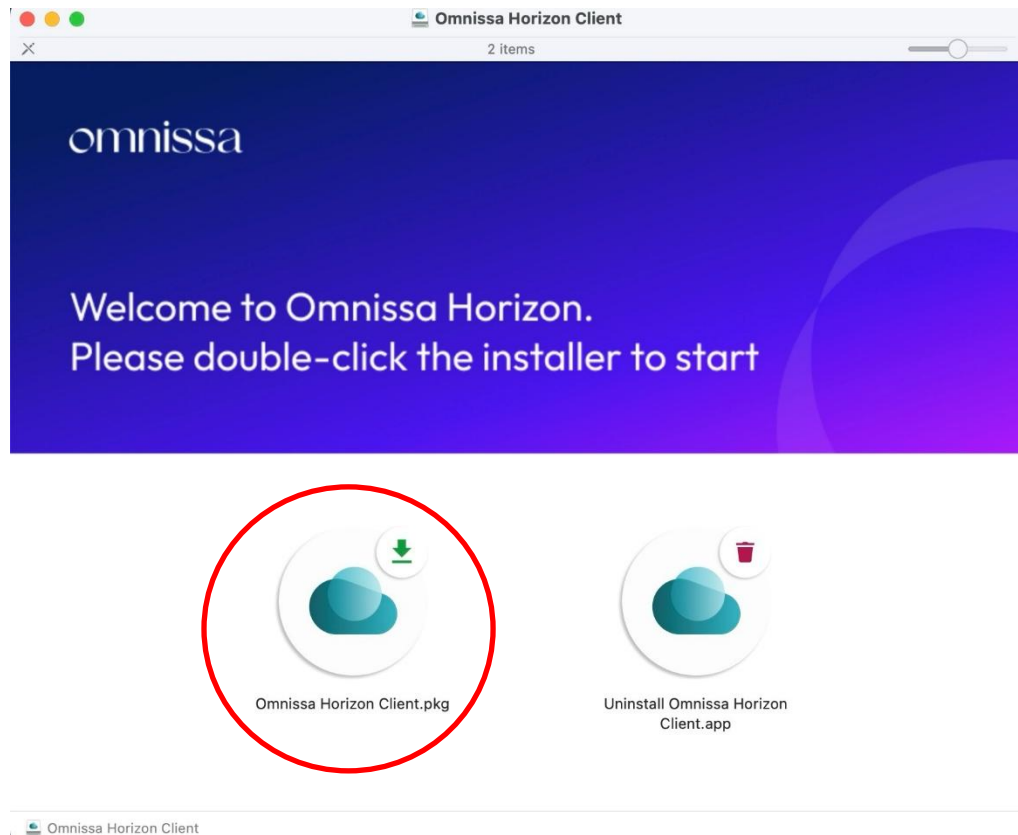 Omnissa Horizon Client
2 items
omnissa
Welcome to Omnissa Horizon.
Please double-click the installer to start
Omnissa Horizon Client.pkg
Uninstall Omnissa Horizon
Client.app
Omnissa Horizon Client